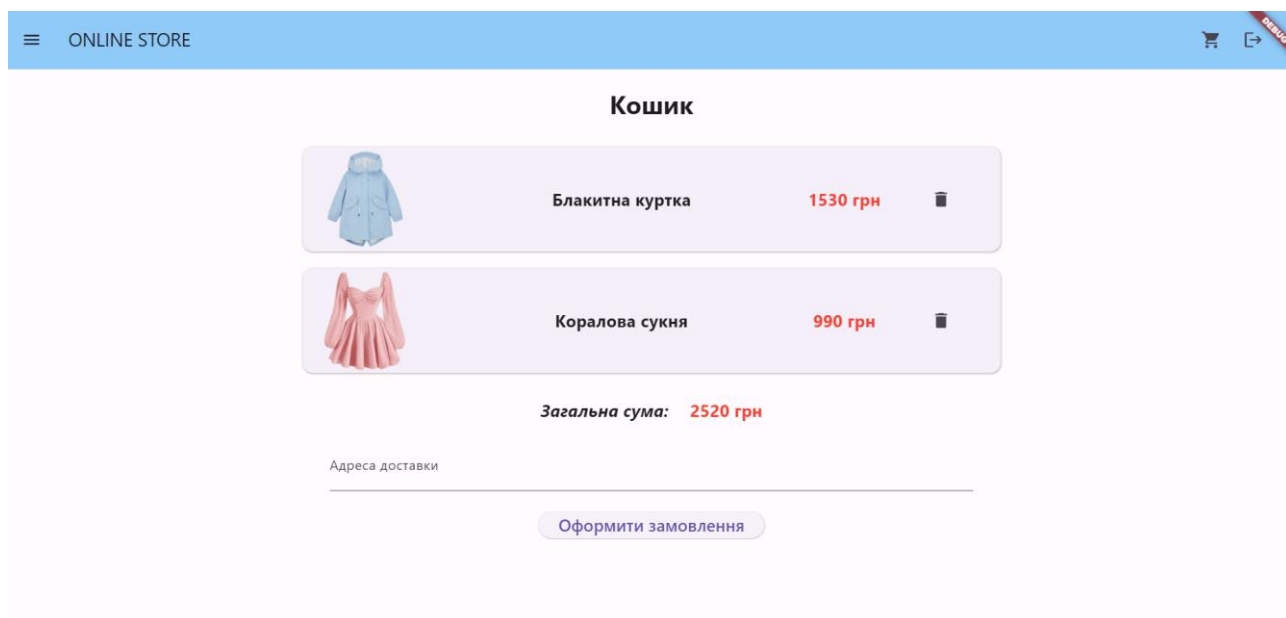 ONLINE STORE
DEBUG
Кошик
Блакитна куртка 1530 грн
Коралова сукня 990 грн
Загальна сума: 2520 грн
Адреса доставки
Оформити замовлення